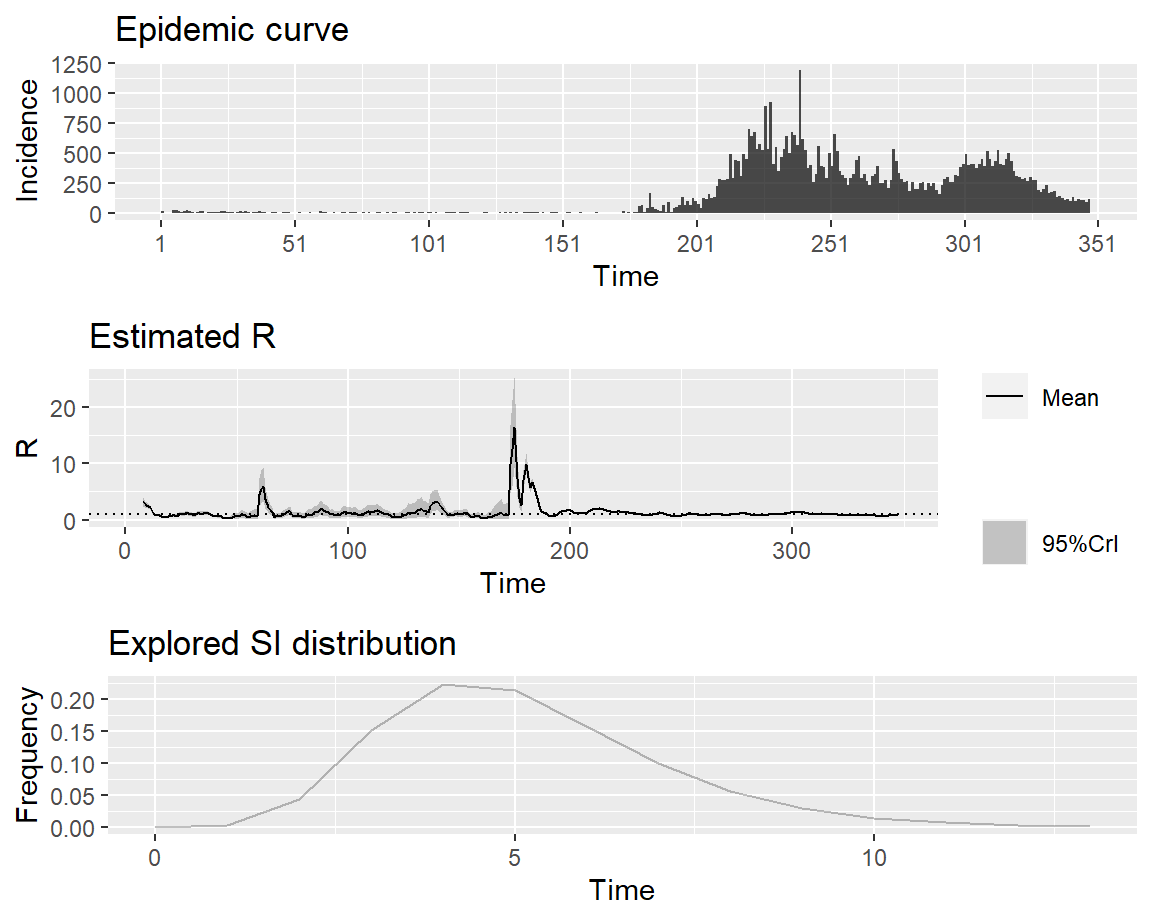 Epidemic curve
Incidence
1250
1000
750
500
250
0
1 51 101 151 201 251 301 351
Time
Estimated R
R
20
10
0
0 100 200 300
Time
Mean
95%CrI
Explored SI distribution
Frequency
0.20
0.15
0.10
0.05
0.00
0 5 10
Time